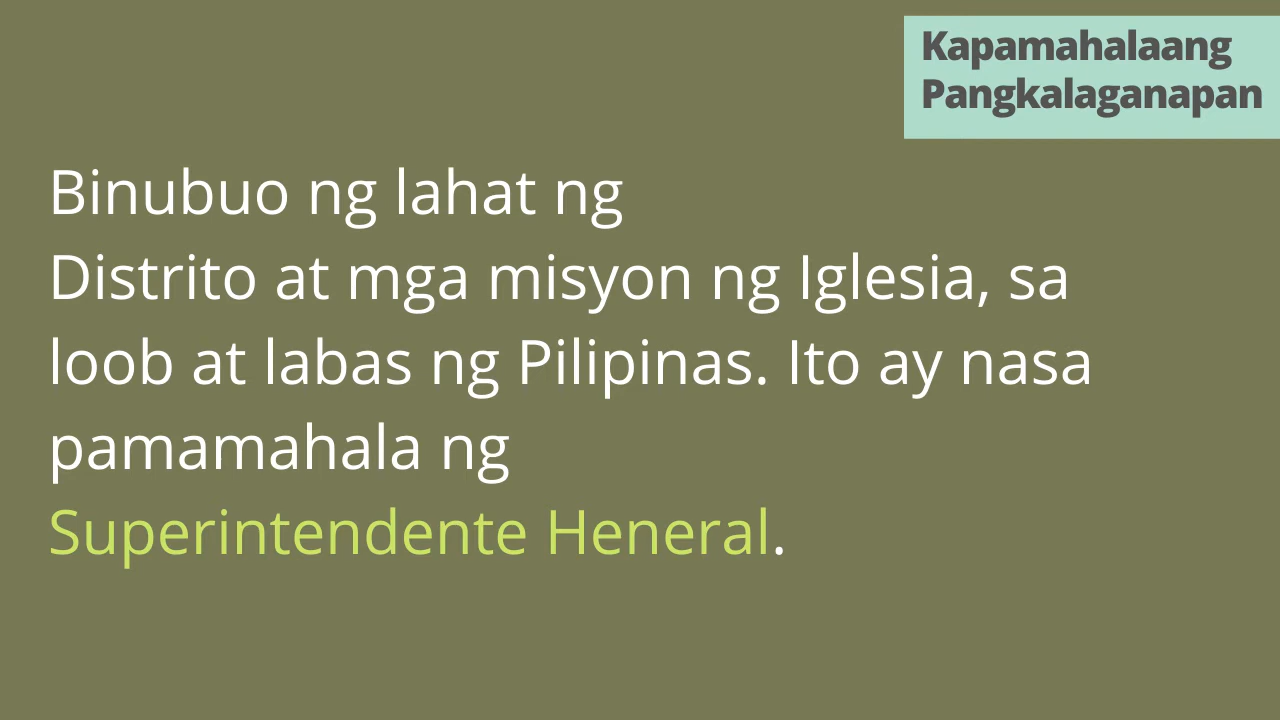 Kapamahalaang
Pangkalaganapan
Binubuo ng lahat ng
Distrito at mga misyon ng Iglesia, sa
loob at labas ng Pilipinas. Ito ay nasa
pamamahala ng
Superintendente Heneral.